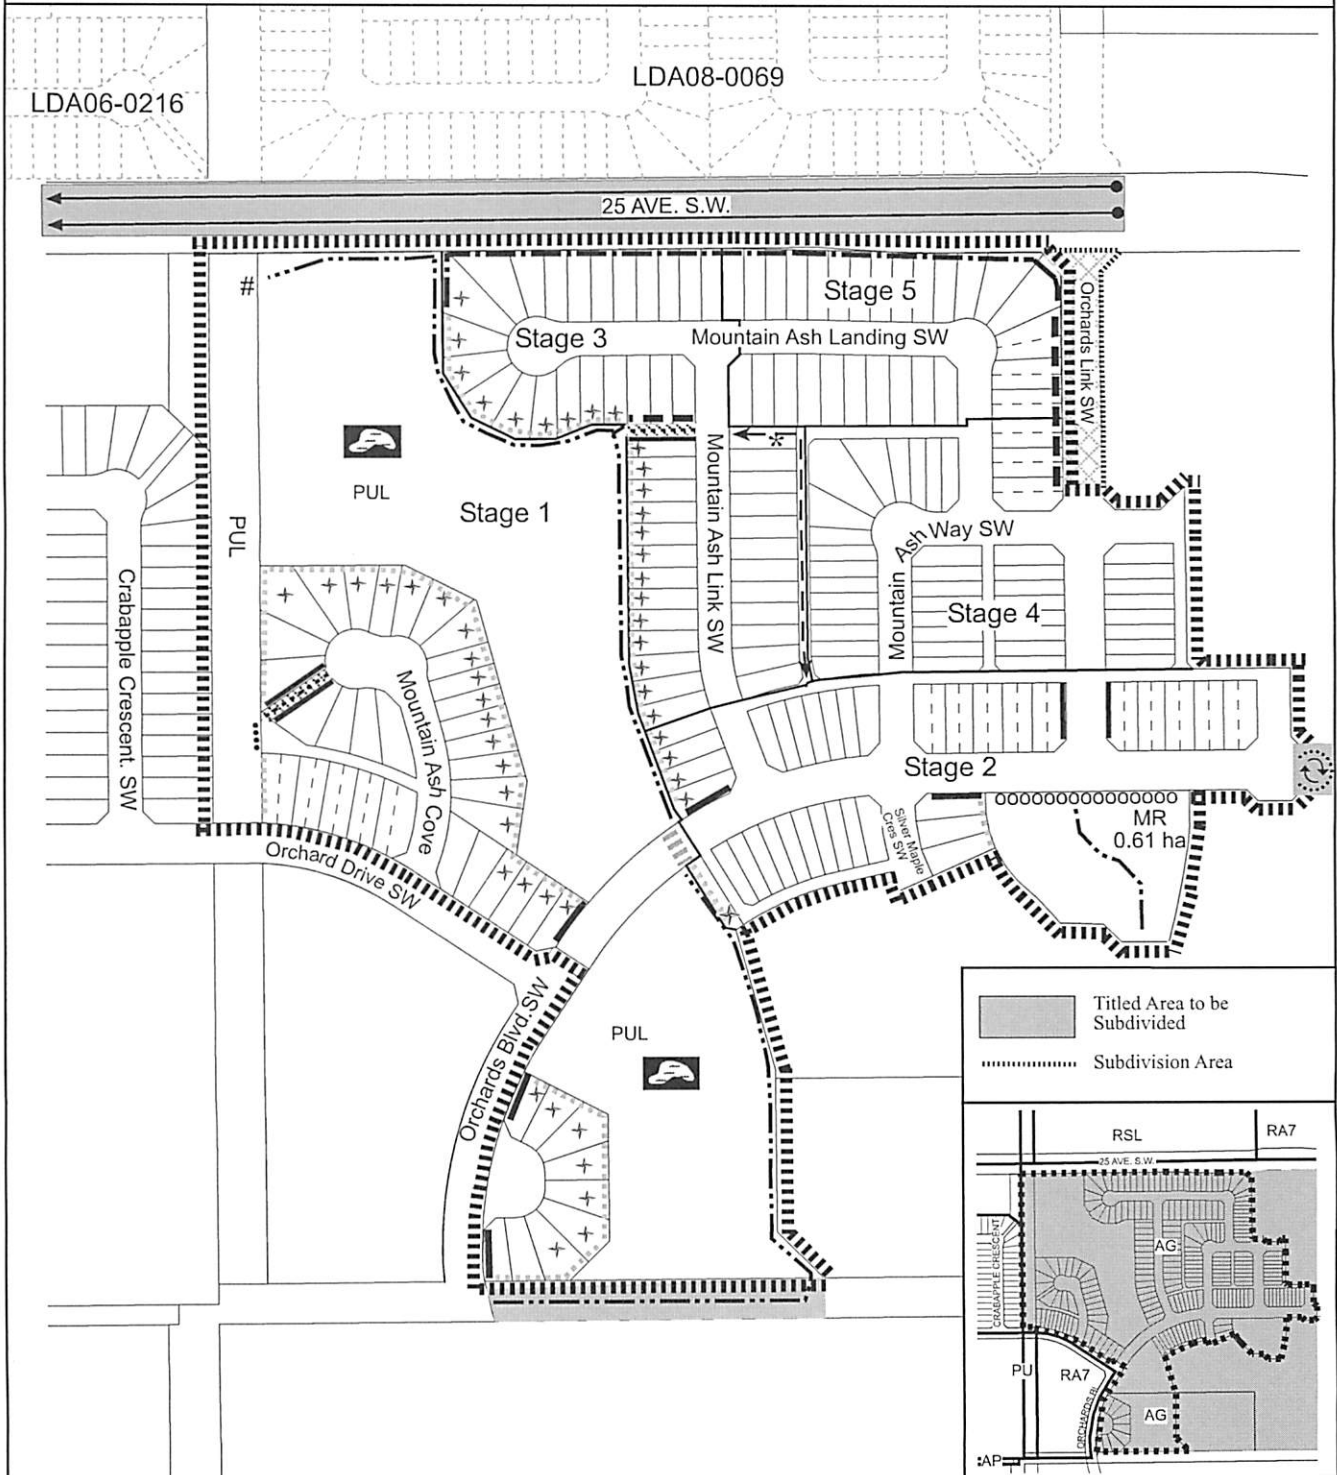 LDA06-0216
LDA08-0069
25 AVE. S.W.
#
Stage 5
Stage 3
Mountain Ash Landing SW
Orchards Link SW
*
PUL
Stage 1
PUL
Mountain Ash Link SW
Mountain Ash Way SW
Stage 4
Crabapple Crescent. SW
Mountain Ash Cove
Stage 2
Silver Maple
Cres SW
OOOOOOOOOOOOOOOO
MR
0.61 ha
Orchard Drive SW
Orchards Blvd.SW
PUL
Titled Area to be
Subdivided
Subdivision Area
RSL
RA7
25 AVE. S.W.
CRABAPPLE CRESCENT
AG
PU
RA7
ORCHARDS BL
AG
AP